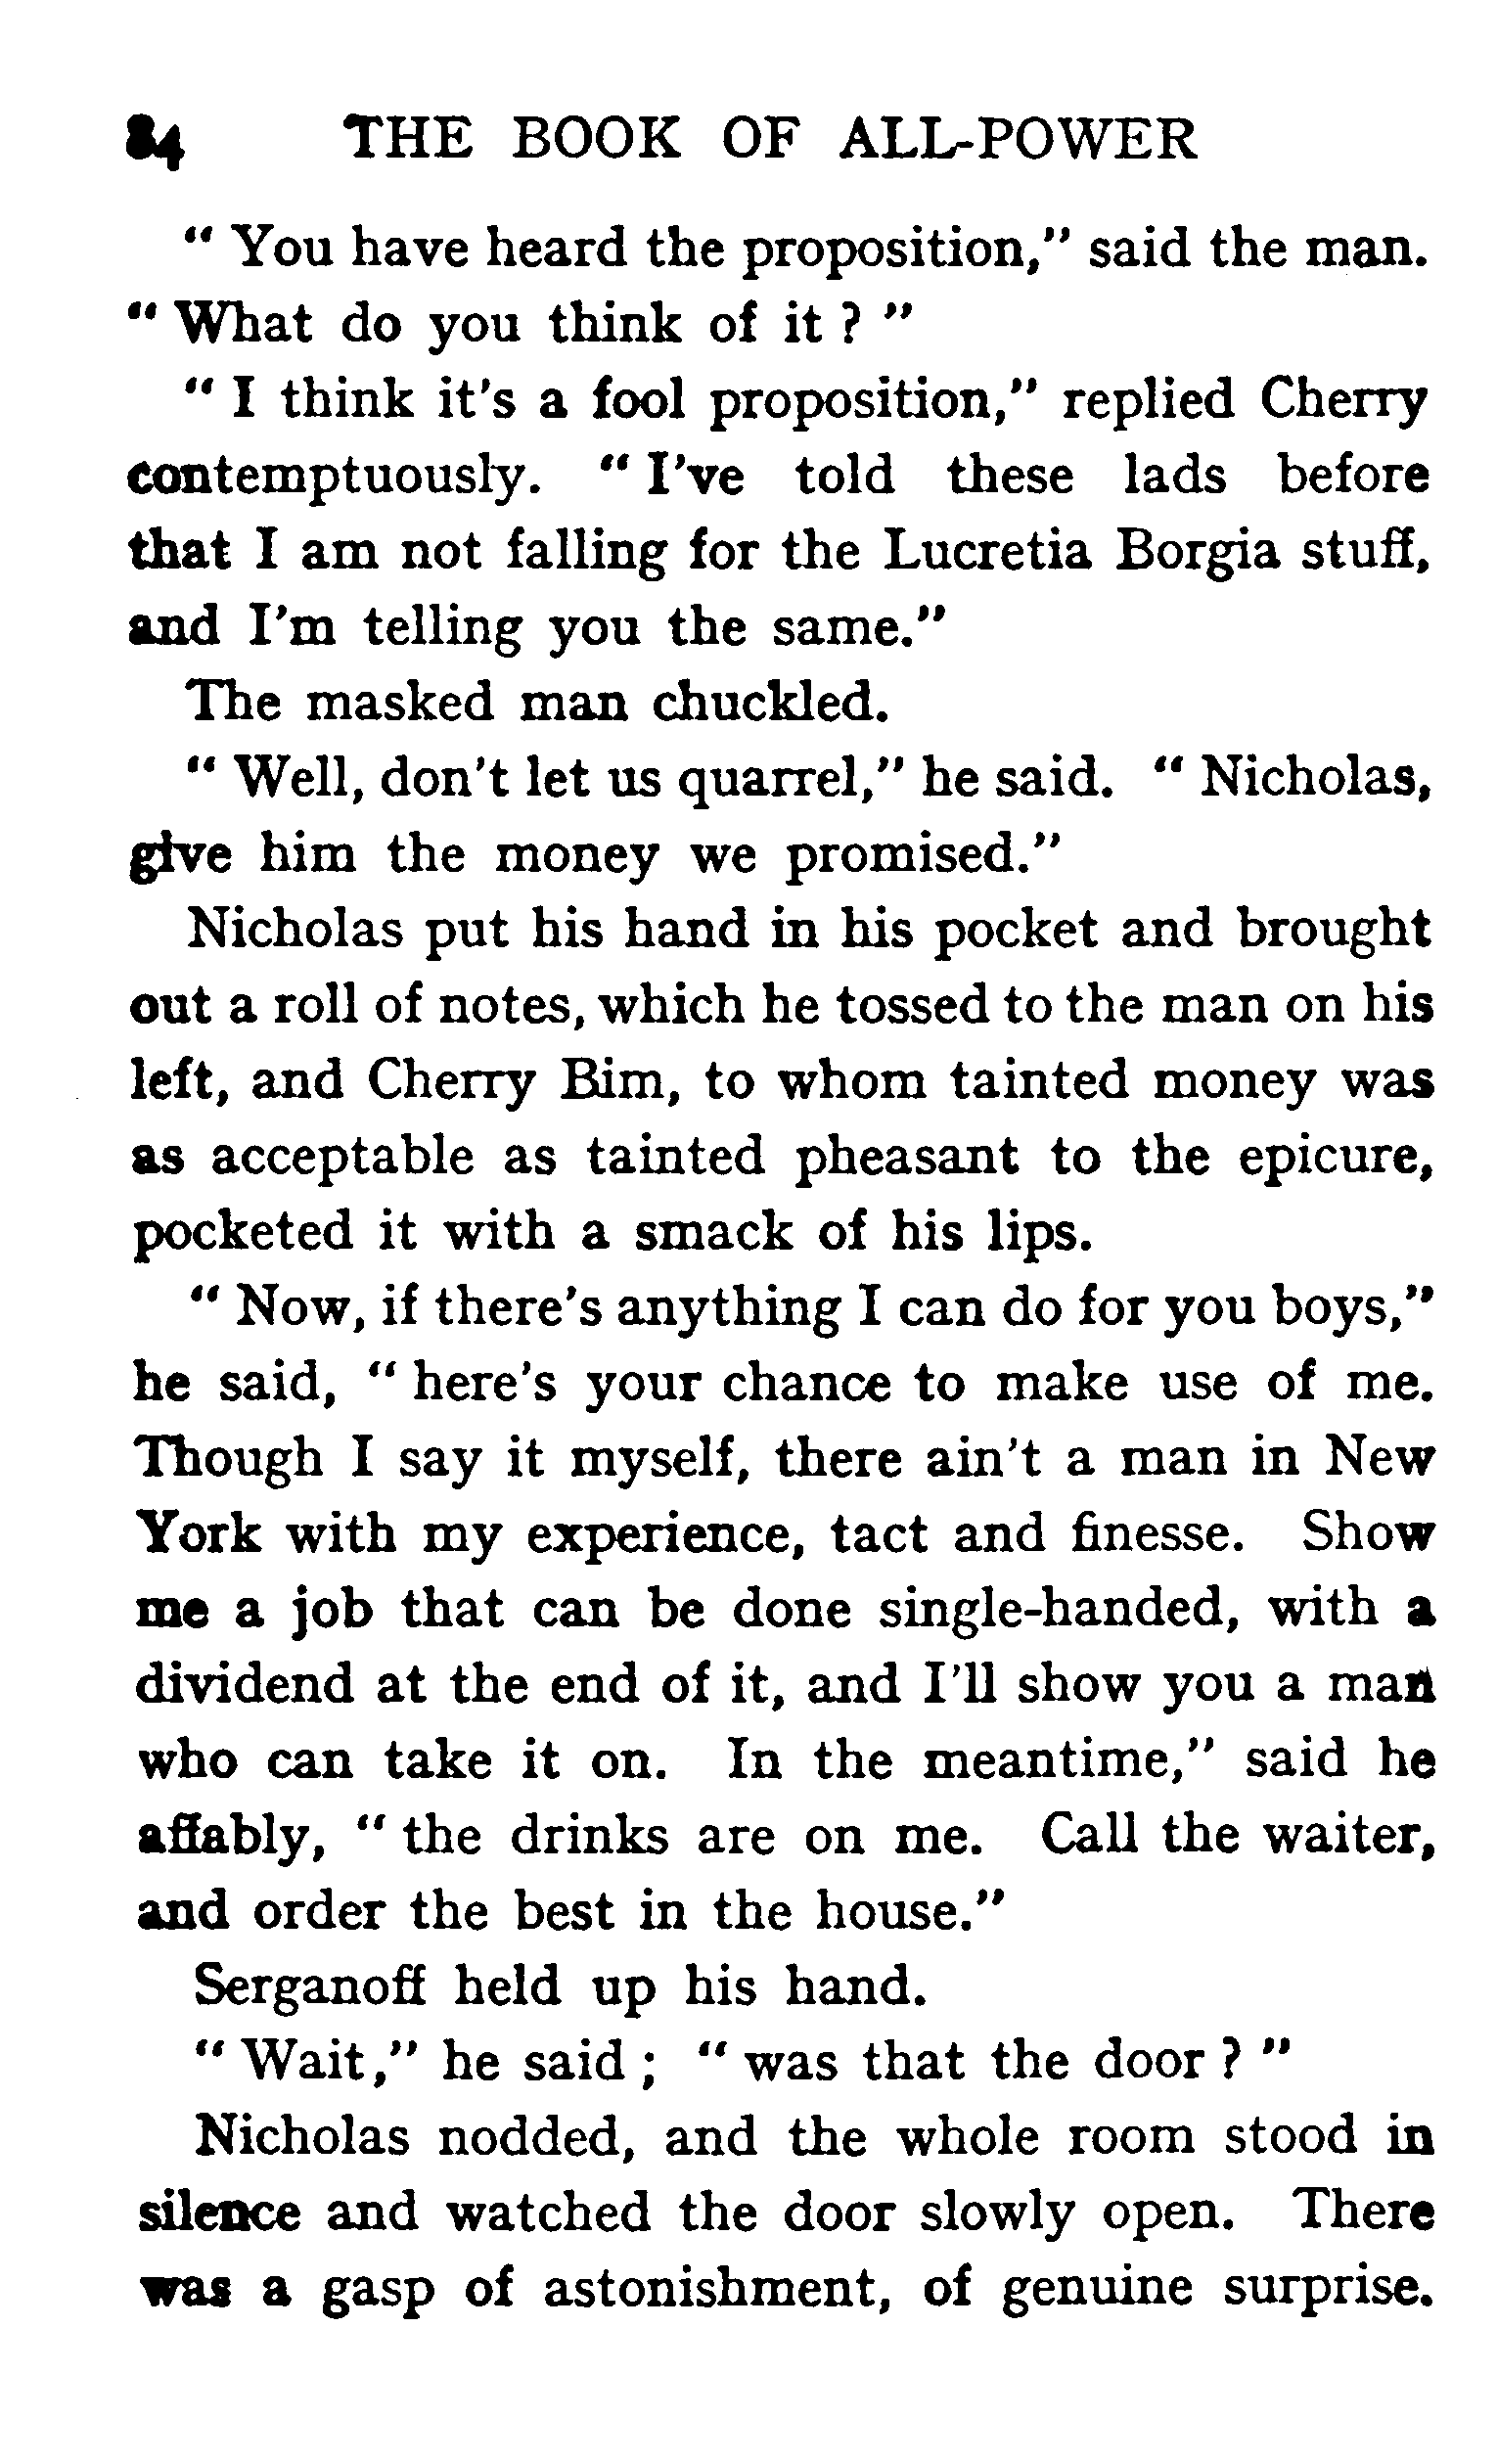 84 THE BOOK OF ALL-POWER
" You have heard the proposition," said the man.
" What do you think of it ? "
" I think it's a fool proposition," replied Cherry
contemptuously. " I've told these lads before
that I am not falling for the Lucretia Borgia stuff,
and I'm telling you the same."
The masked man chuckled.
" Well, don't let us quarrel," he said. " Nicholas,
give him the money we promised."
Nicholas put his hand in his pocket and brought
out a roll of notes, which he tossed to the man on his
left, and Cherry Bim, to whom tainted money was
as acceptable as tainted pheasant to the epicure,
pocketed it with a smack of his lips.
" Now, if there's anything I can do for you boys,"
he said, " here's your chance to make use of me.
Though I say it myself, there ain't a man in New
York with my experience, tact and finesse. Show
me a job that can be done single-handed, with a
dividend at the end of it, and I'll show you a man
who can take it on. In the meantime," said he
affably, " the drinks are on me. Call the waiter,
and order the best in the house."
Serganoff held up his hand.
" Wait," he said ; " was that the door ? "
Nicholas nodded, and the whole room stood in
silence and watched the door slowly open. There
was a gasp of astonishment, of genuine surprise.